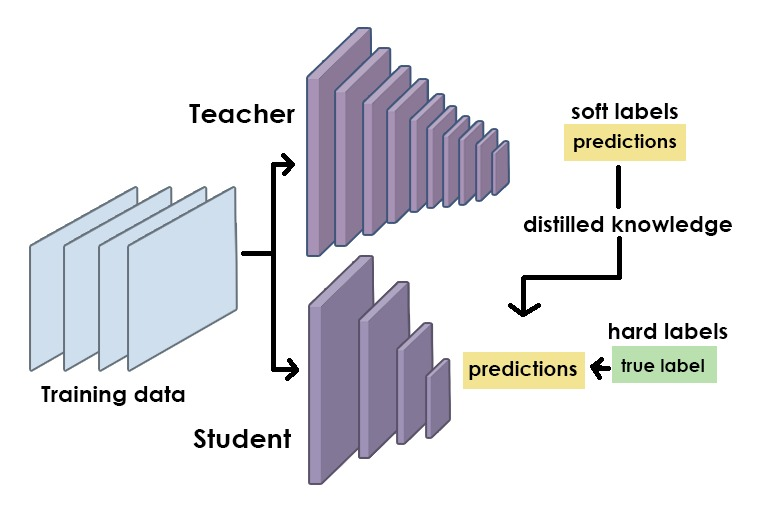 Teacher
soft labels
predictions
distilled knowledge
hard labels
true label
predictions
Training data
Student